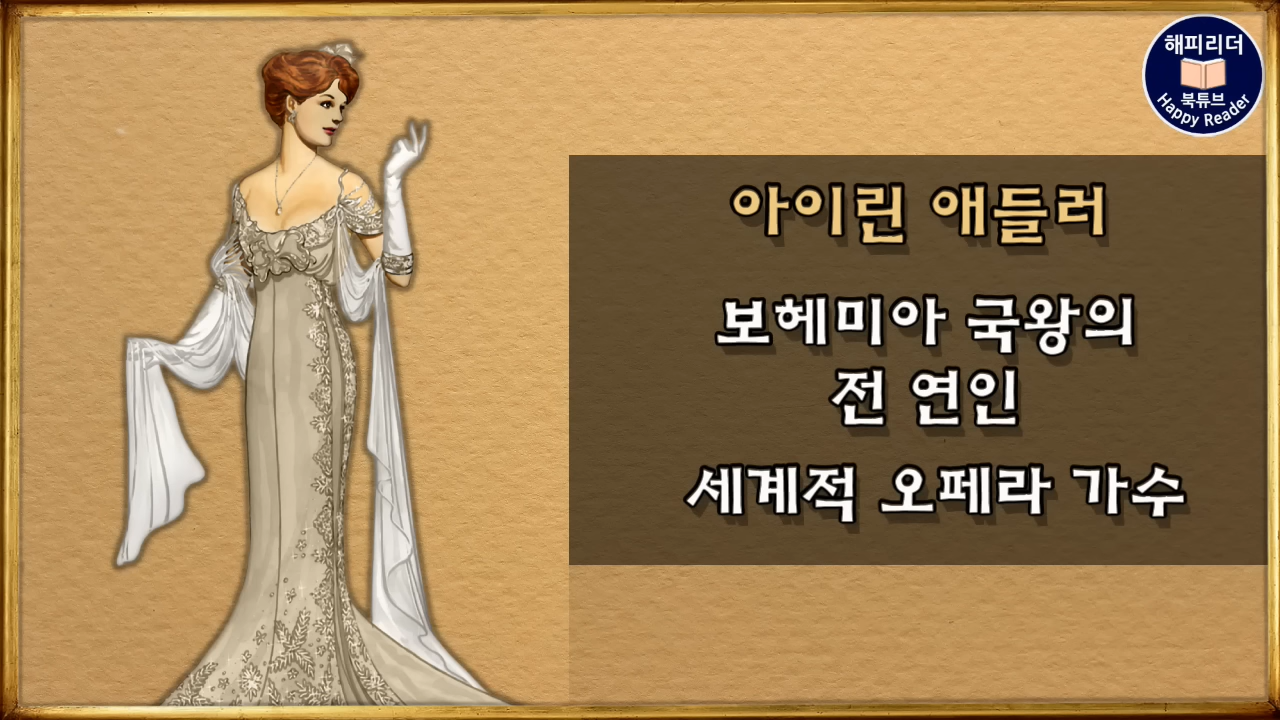 해피리더
북튜브
Happy Reader
아이린 애들러
보헤미아 국왕의
전 연인
세계적 오페라 가수